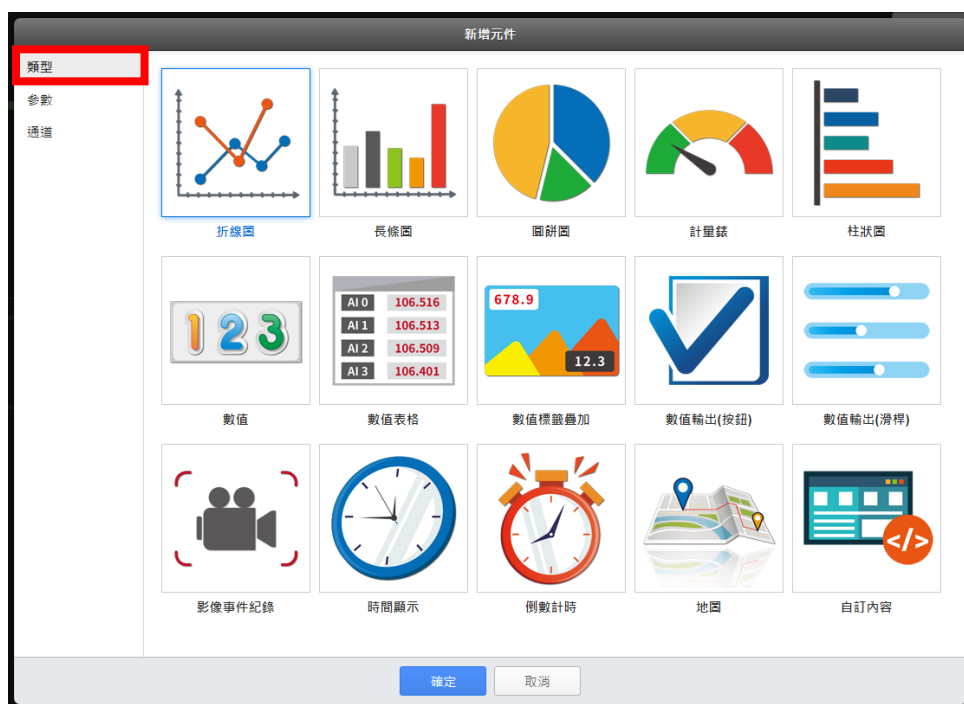 新增元件
類型
參數
通道
折線圖
長條圖
圓餅圖
計量錶
柱狀圖
1 2 3
AI 0 106.516
AI 1 106.513
AI 2 106.509
AI 3 106.401
678.9
12.3
數值
數值表格
數值標籤疊加
數值輸出(按鈕)
數值輸出(滑桿)
</>
影像事件紀錄
時間顯示
倒數計時
地圖
自訂內容
確定
取消